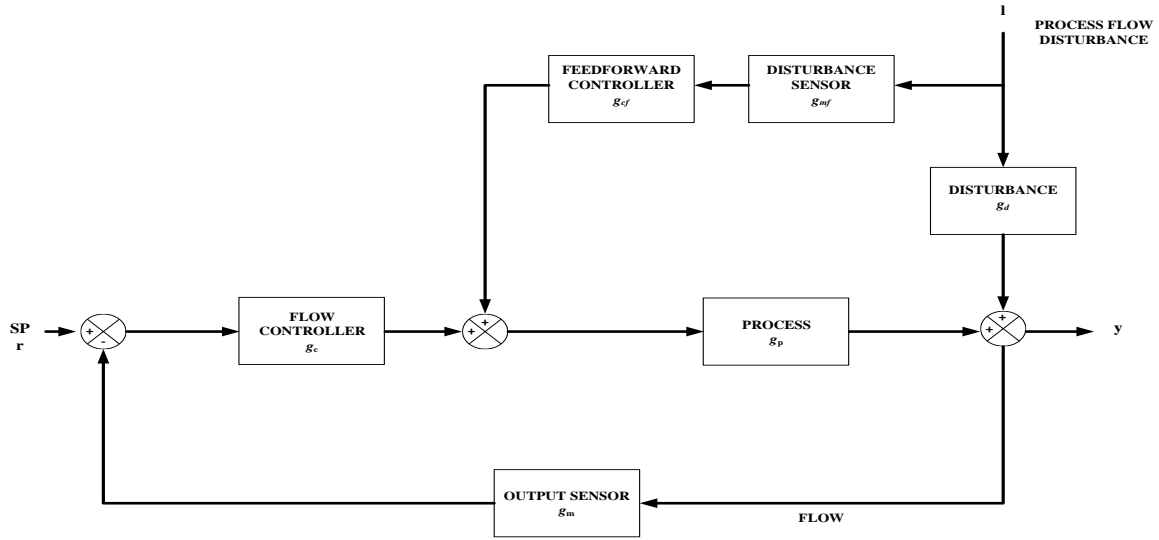 l
PROCESS FLOW
DISTURBANCE
FEEDFORWARD
CONTROLLER
gcf
DISTURBANCE
SENSOR
gmf
DISTURBANCE
gd
SP
r
+
-
FLOW
CONTROLLER
gc
+
+
PROCESS
gp
+
+
y
OUTPUT SENSOR
gm
FLOW